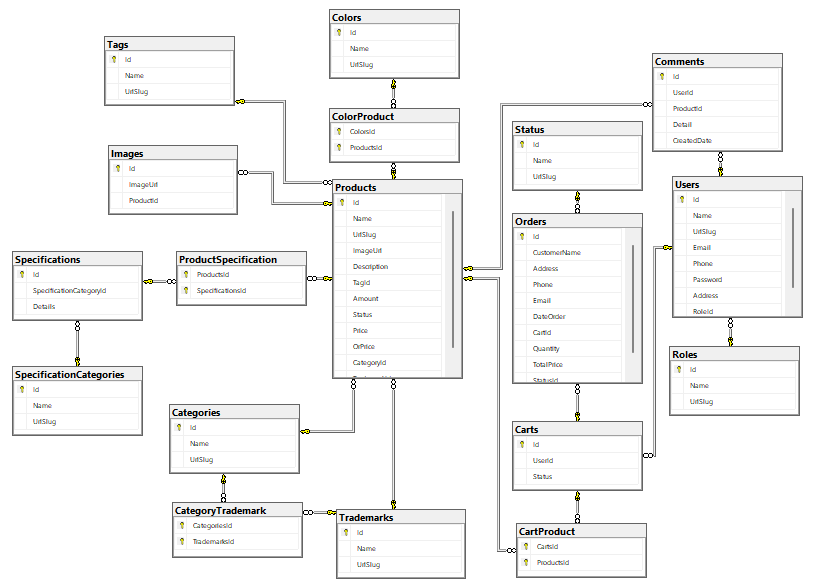 Colors
Id
Name
UrlSlug
Tags
Id
Name
UrlSlug
Comments
Id
UserId
ProductId
Detail
CreatedDate
ColorProduct
ColorsId
ProductsId
Status
Id
Name
UrlSlug
Images
Id
ImageUrl
ProductId
Products
Id
Name
UrlSlug
ImageUrl
Description
TagId
Amount
Status
Price
OrPrice
CategoryId
Users
Id
Name
UrlSlug
Email
Phone
Password
Address
RoleId
Orders
Id
CustomerName
Address
Phone
Email
DateOrder
CartId
Quantity
TotalPrice
StatusId
Specifications
Id
SpecificationCategoryId
Details
ProductSpecification
ProductsId
SpecificationsId
Roles
Id
Name
UrlSlug
SpecificationCategories
Id
Name
UrlSlug
Categories
Id
Name
UrlSlug
Carts
Id
UserId
Status
CategoryTrademark
CategoriesId
TrademarksId
Trademarks
Id
Name
UrlSlug
CartProduct
CartsId
ProductsId